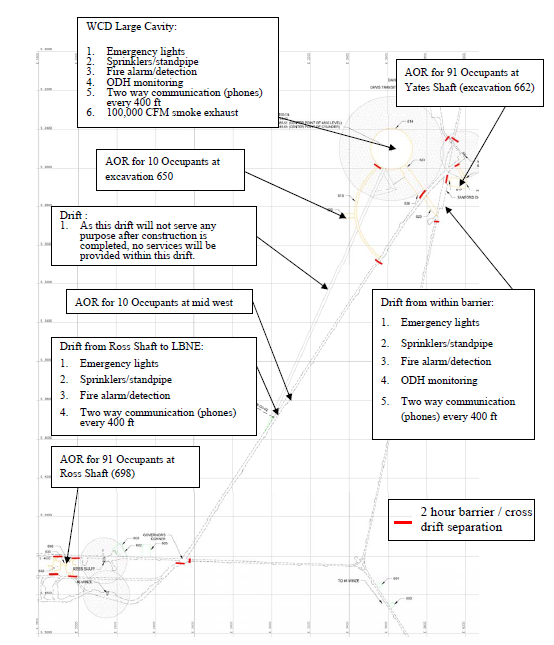 WCD Large Cavity:
1. Emergency lights
2. Sprinklers/standpipe
3. Fire alarm/detection
4. ODH monitoring
5. Two way communication (phones)
every 400 ft
6. 100,000 CFM smoke exhaust
AOR for 91 Occupants at
Yates Shaft (excavation 662)
AOR for 10 Occupants at
excavation 650
Drift :
1. As this drift will not serve any
purpose after construction is
completed, no services will be
provided within this drift.
AOR for 10 Occupants at mid west
Drift from within barrier:
1. Emergency lights
2. Sprinklers/standpipe
3. Fire alarm/detection
4. ODH monitoring
5. Two way communication
(phones) every 400 ft
Drift from Ross Shaft to LBNE:
1. Emergency lights
2. Sprinklers/standpipe
3. Fire alarm/detection
4. Two way communication (phones)
every 400 ft
AOR for 91 Occupants at
Ross Shaft (698)
2 hour barrier / cross
drift separation
GOVERNOR'S
CORNER
ROSS SHAFT
TO #6 WINZE